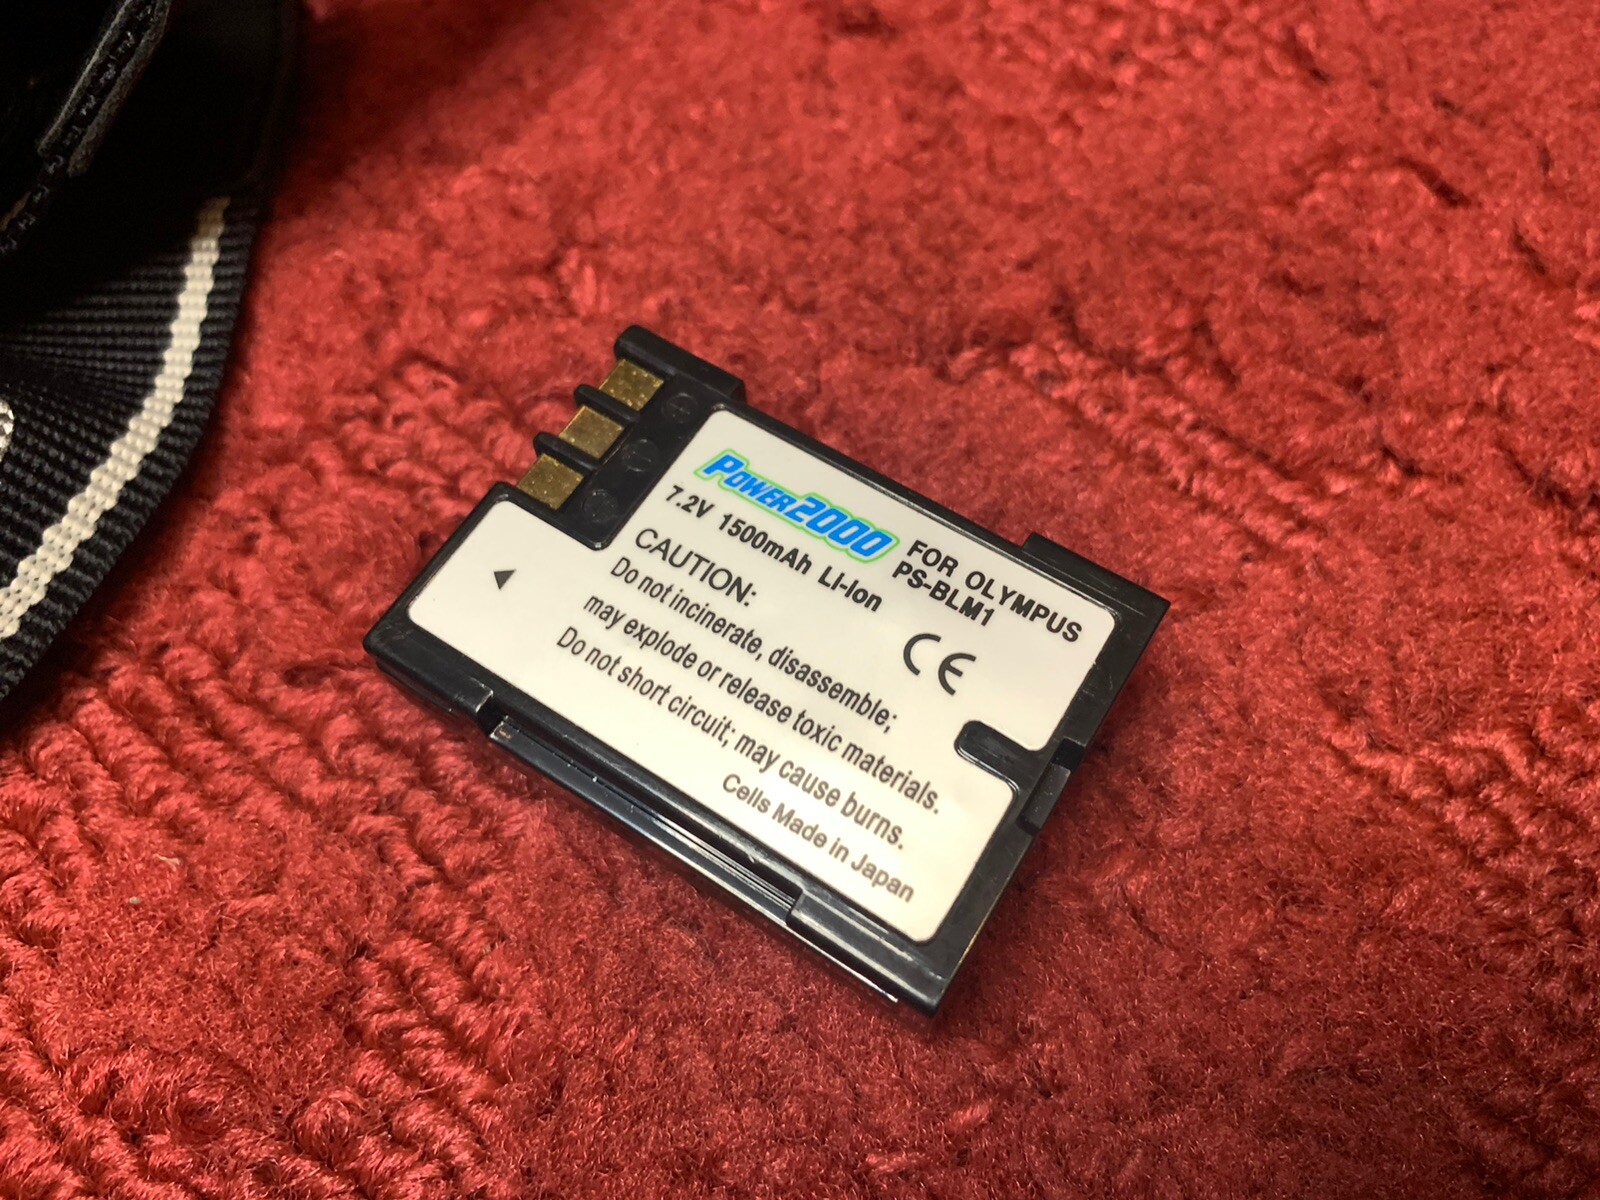 POWER2000
7.2V 1500mAh LI-Ion
FOR OLYMPUS
PS-BLM1
CE
CAUTION:
Do not incinerate, disassemble;
may explode or release toxic materials.
Do not short circuit; may cause burns.
Cells Made in Japan